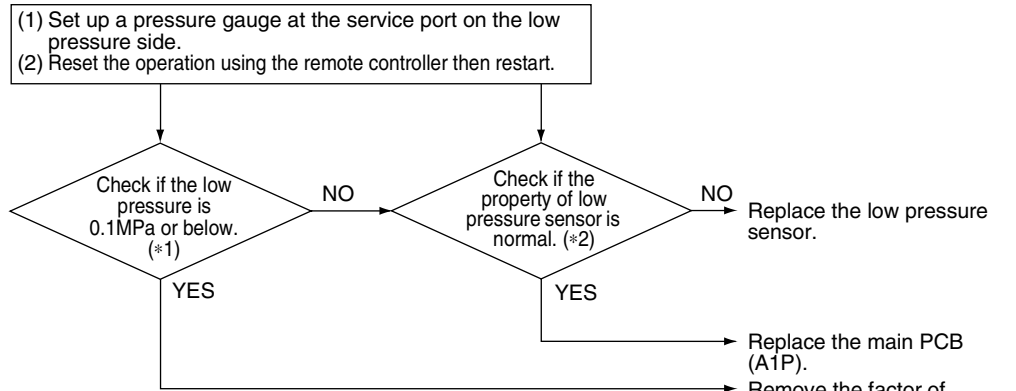 (1) Set up a pressure gauge at the service port on the low
pressure side.
(2) Reset the operation using the remote controller then restart.
Check if the low
pressure is
0.1MPa or below.
(*1)
NO
YES
Check if the
property of low
pressure sensor is
normal. (*2)
NO
YES
Replace the low pressure
sensor.
Replace the main PCB
(A1P).
Remove the factor of